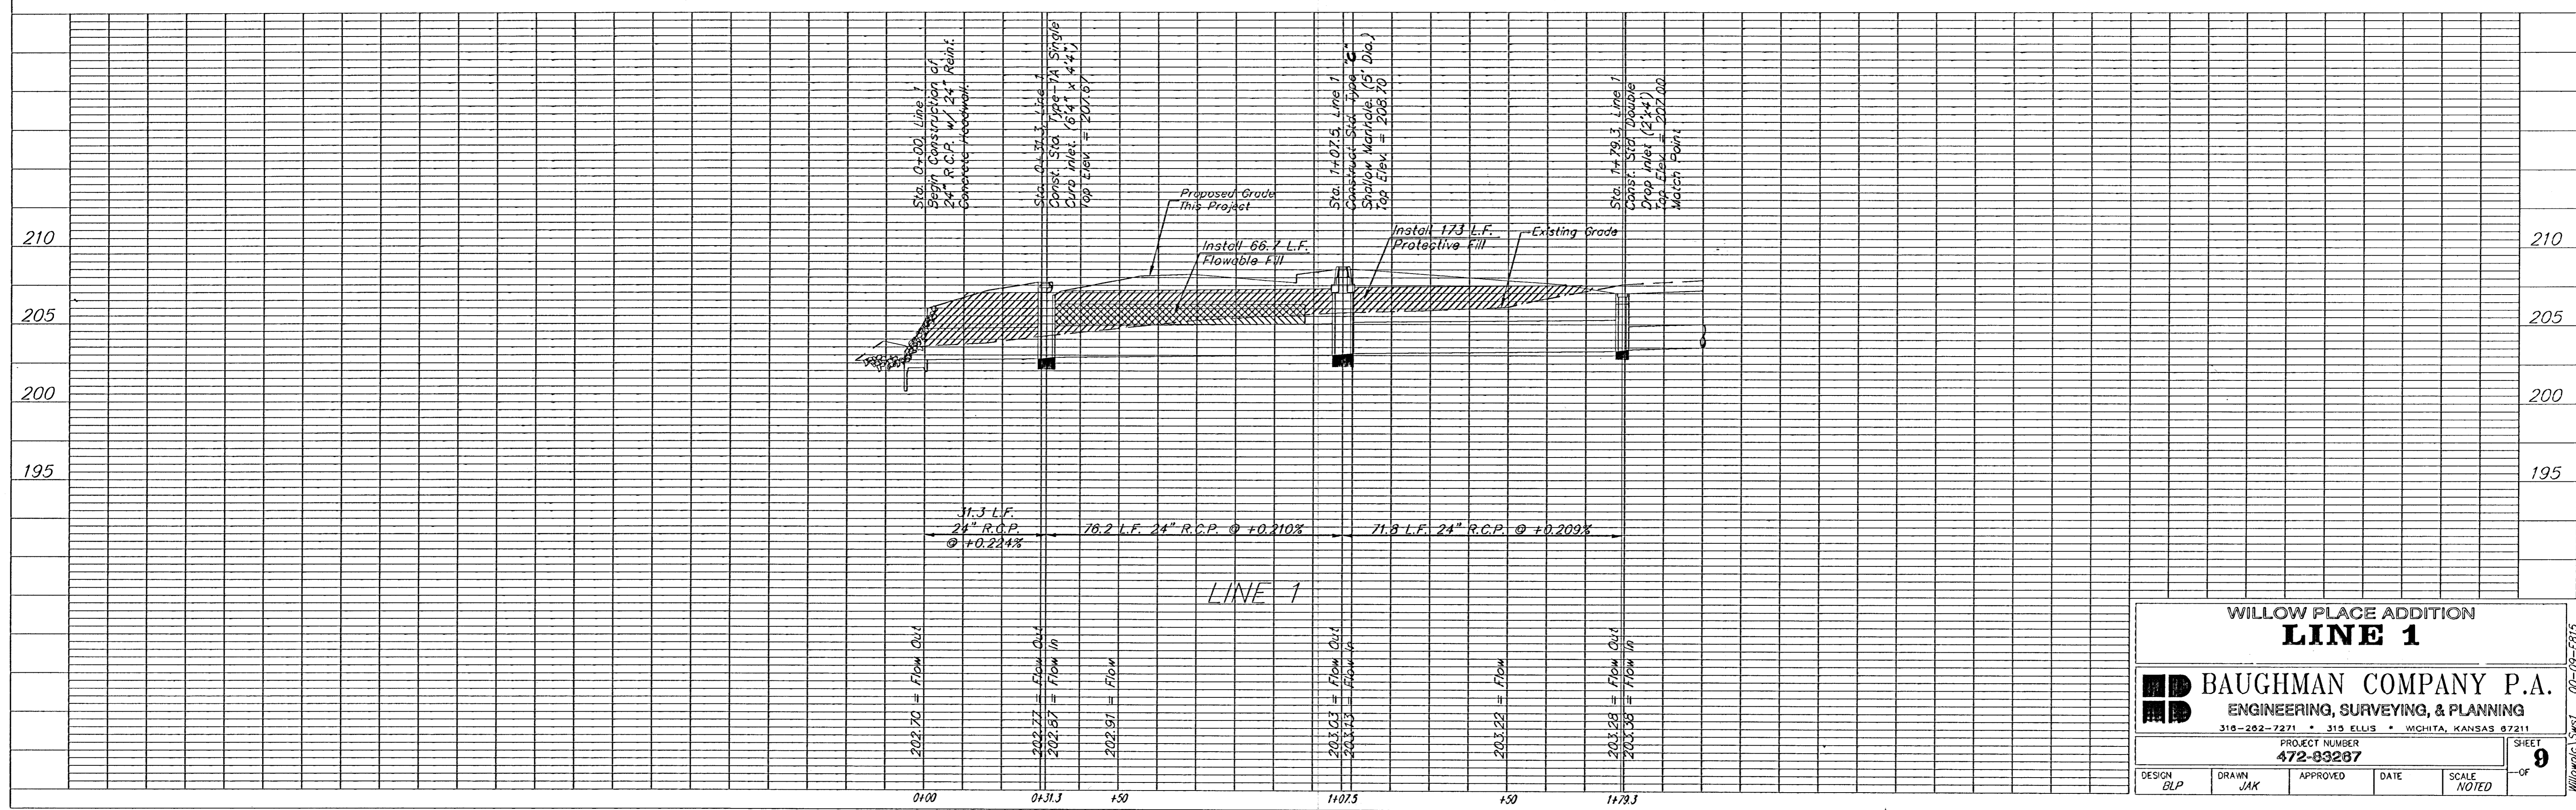 Sta. 0+00, Line 1
Begin Construction of
24" R.C.P. w/ 24" Reinf.
Concrete Headwall.
Sta. 0+31.3, Line 1
Const. Std. Type-1A Single
Curb Inlet. (6'4" x 4'4")
Top Elev. = 207.67
Sta. 1+07.5, Line 1
Construct Std. Type "C"
Shallow Manhole. (5' Dia.)
Top Elev. = 208.70
Sta. 1+79.3, Line 1
Const. Std. Double
Drop Inlet (2'x4')
Top Elev. = 207.00
Match Point
Proposed Grade
This Project
Install 66.7 L.F.
Flowable Fill
Install 173 L.F.
Protective Fill
Existing Grade
210
210
205
205
200
200
195
195
31.3 L.F.
24" R.C.P.
@ +0.224%
76.2 L.F. 24" R.C.P. @ +0.210%
71.8 L.F. 24" R.C.P. @ +0.209%
LINE 1
202.70 = Flow Out
202.77 = Flow Out
202.87 = Flow In
202.91 = Flow
203.03 = Flow Out
203.13 = Flow In
203.22 = Flow
203.28 = Flow Out
203.38 = Flow In
0+00
0+31.3
+50
1+07.5
+50
1+79.3
WILLOW PLACE ADDITION
LINE 1
BAUGHMAN COMPANY P.A.
ENGINEERING, SURVEYING, & PLANNING
316-262-7271 * 315 ELLIS * WICHITA, KANSAS 67211
PROJECT NUMBER
472-83267
SHEET
9
OF
DESIGN
BLP
DRAWN
JAK
APPROVED
DATE
SCALE
NOTED
00-09-E815